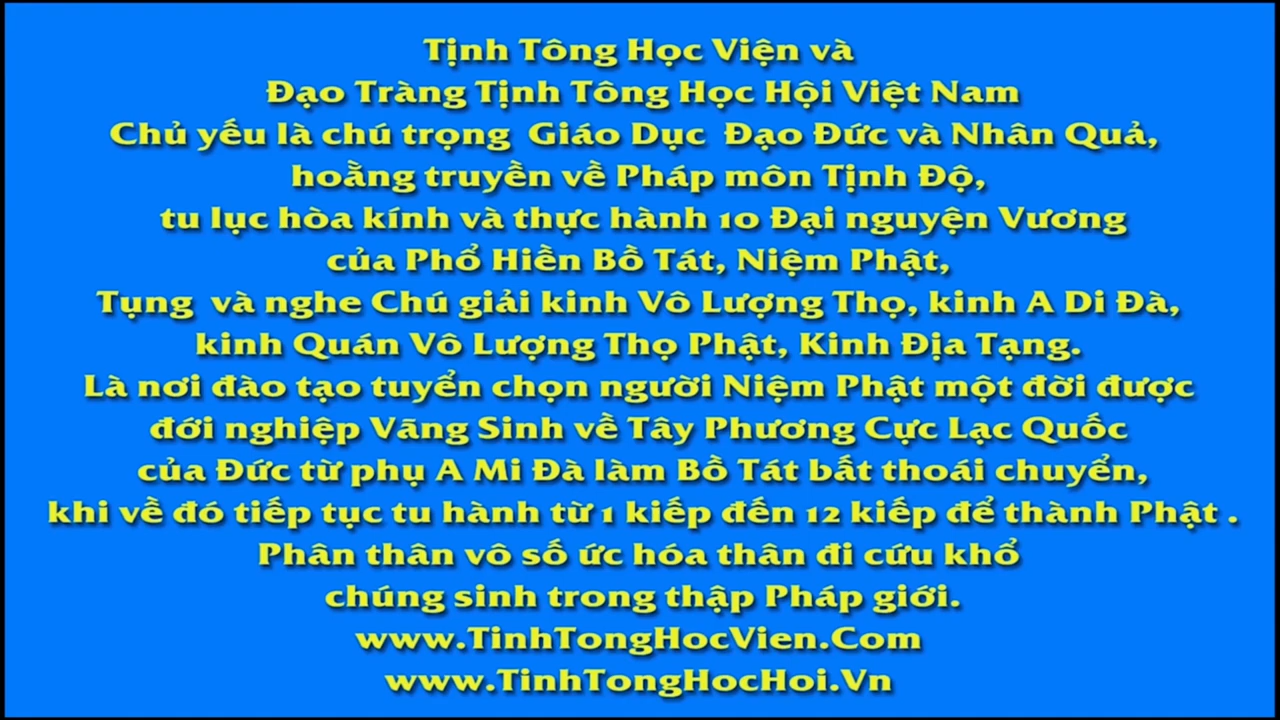 Tịnh Tông Học Viện và
Đạo Tràng Tịnh Tông Học Hội Việt Nam
Chủ yếu là chú trọng Giáo Dục Đạo Đức và Nhân Quả,
hoằng truyền về Pháp môn Tịnh Độ,
tu lục hòa kính và thực hành 10 Đại nguyện Vương
của Phổ Hiền Bồ Tát, Niệm Phật,
Tụng và nghe Chú giải kinh Vô Lượng Thọ, kinh A Di Đà,
kinh Quán Vô Lượng Thọ Phật, Kinh Địa Tạng.
Là nơi đào tạo tuyển chọn người Niệm Phật một đời được
đới nghiệp Vãng Sinh về Tây Phương Cực Lạc Quốc
của Đức từ phụ A Mi Đà làm Bồ Tát bất thoái chuyển,
khi về đó tiếp tục tu hành từ 1 kiếp đến 12 kiếp để thành Phật .
Phân thân vô số ức hóa thân đi cứu khổ
chúng sinh trong thập Pháp giới.
www.TinhTongHocVien.Com
www.TinhTongHocHoi.Vn